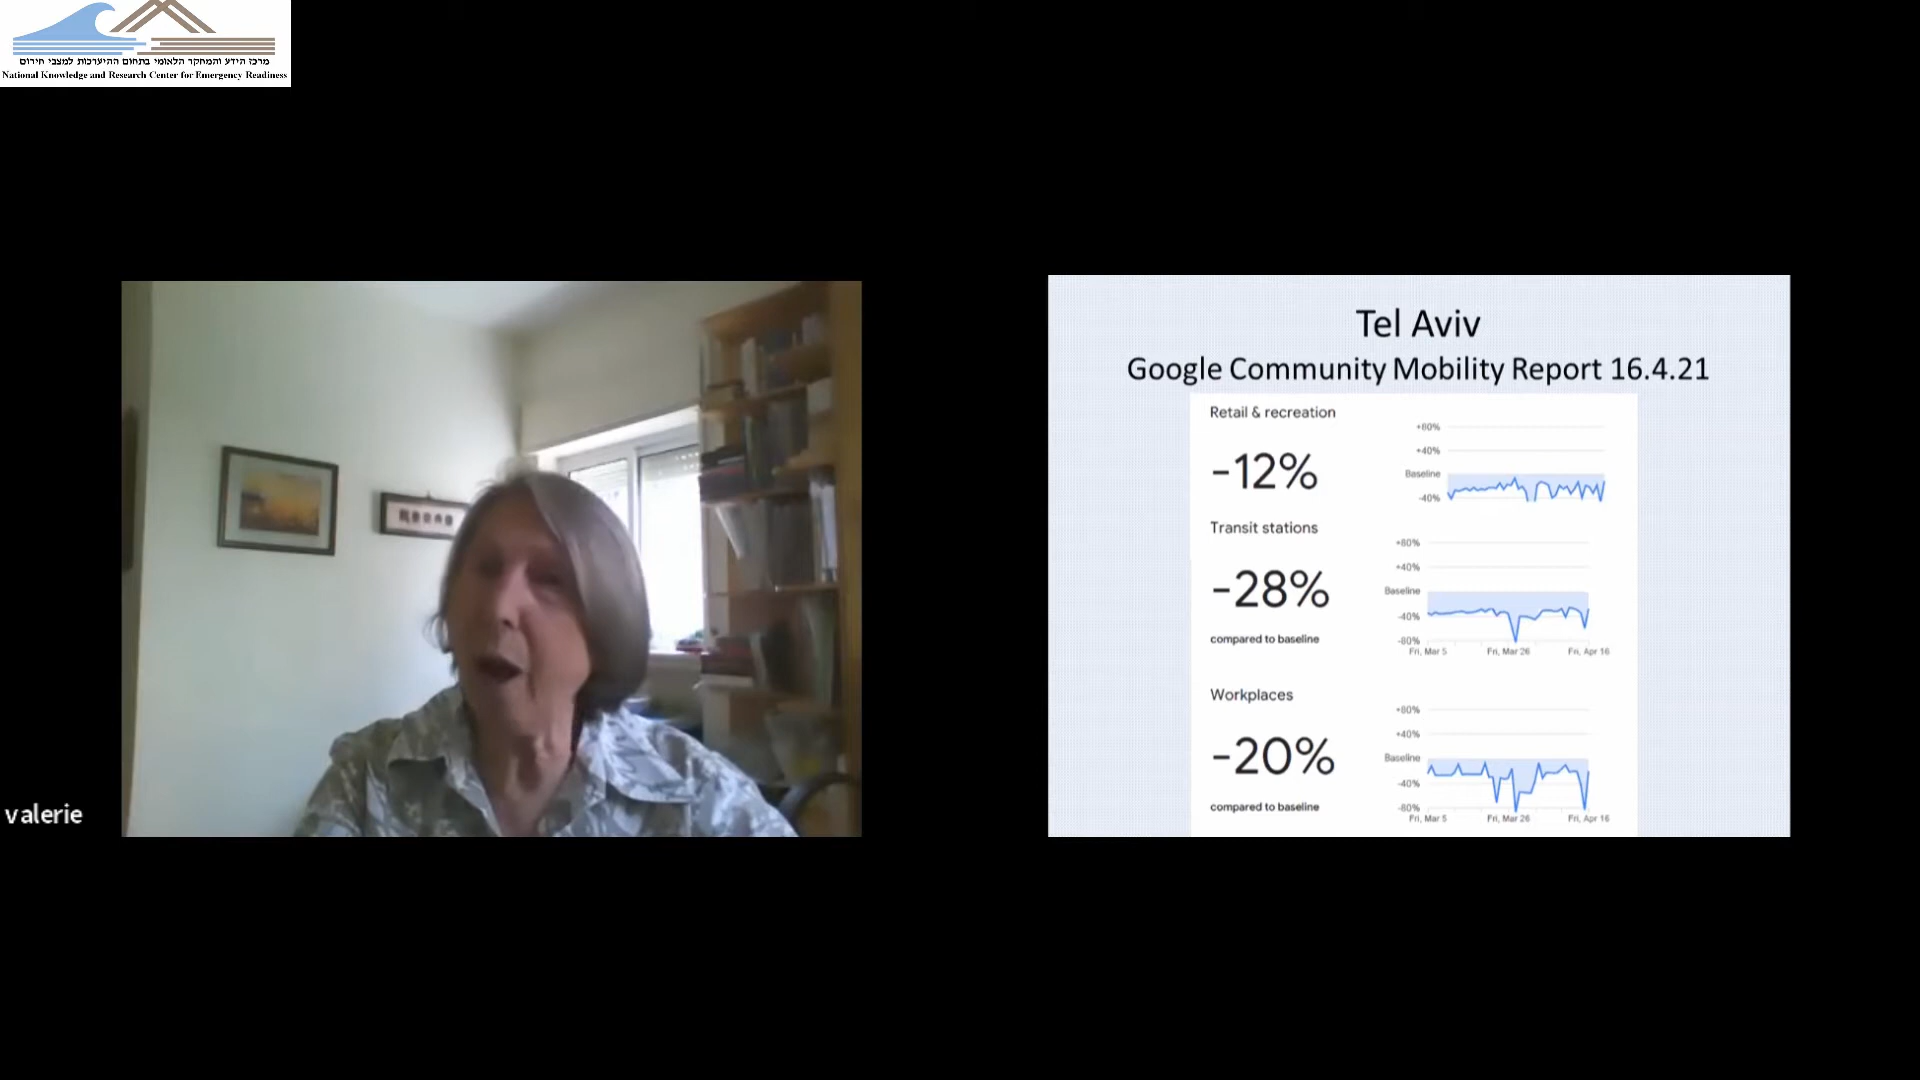 מרכז הידע והמחקר הלאומי בתחום ההיערכות למצבי חירום
National Knowledge and Research Center for Emergency Readiness
valerie
Tel Aviv
Google Community Mobility Report 16.4.21
Retail & recreation
-12%
+80%
+40%
Baseline
-40%
Transit stations
-28%
compared to baseline
+80%
+40%
Baseline
-40%
-80%
Fri, Mar 5
Fri, Mar 26
Fri, Apr 16
Workplaces
-20%
compared to baseline
+80%
+40%
Baseline
-40%
-80%
Fri, Mar 5
Fri, Mar 26
Fri, Apr 16